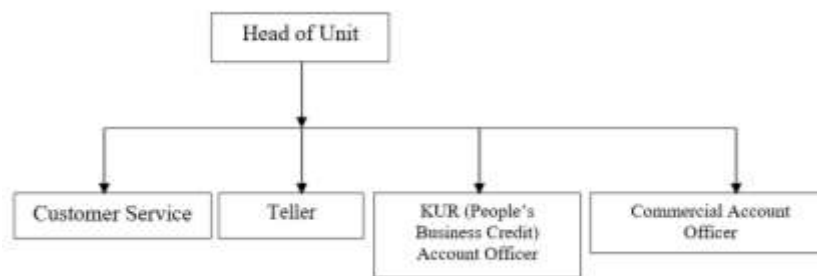 Head of Unit
Customer Service
Teller
KUR (People's
Business Credit)
Account Officer
Commercial Account
Officer